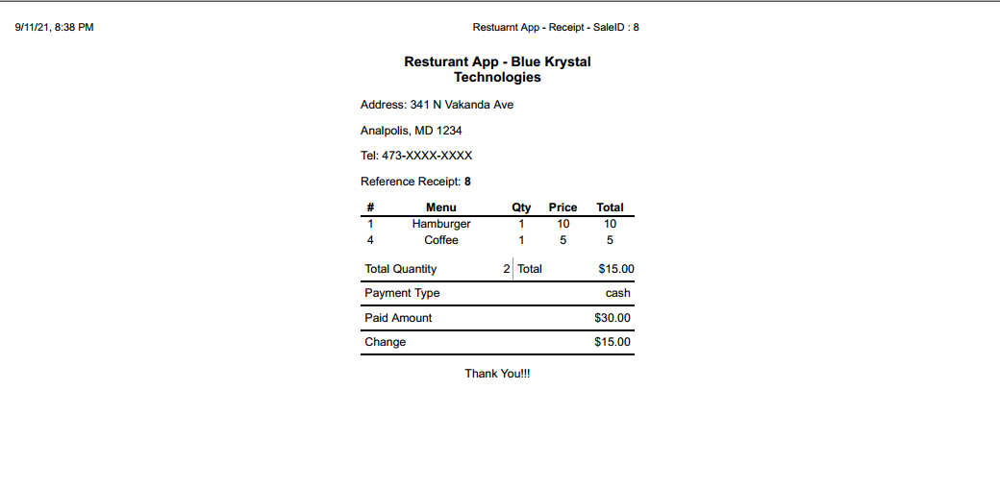 9/11/21, 8:38 PM Restuarnt App - Receipt - SaleID : 8
Resturant App - Blue Krystal
Technologies
Address: 341 N Vakanda Ave
Analpolis, MD 1234
Tel: 473-XXXX-XXXX
Reference Receipt: 8
# Menu Qty Price Total
1 Hamburger 1 10 10
4 Coffee 1 5 5
Total Quantity 2 Total $15.00
Payment Type cash
Paid Amount $30.00
Change $15.00
Thank You!!!